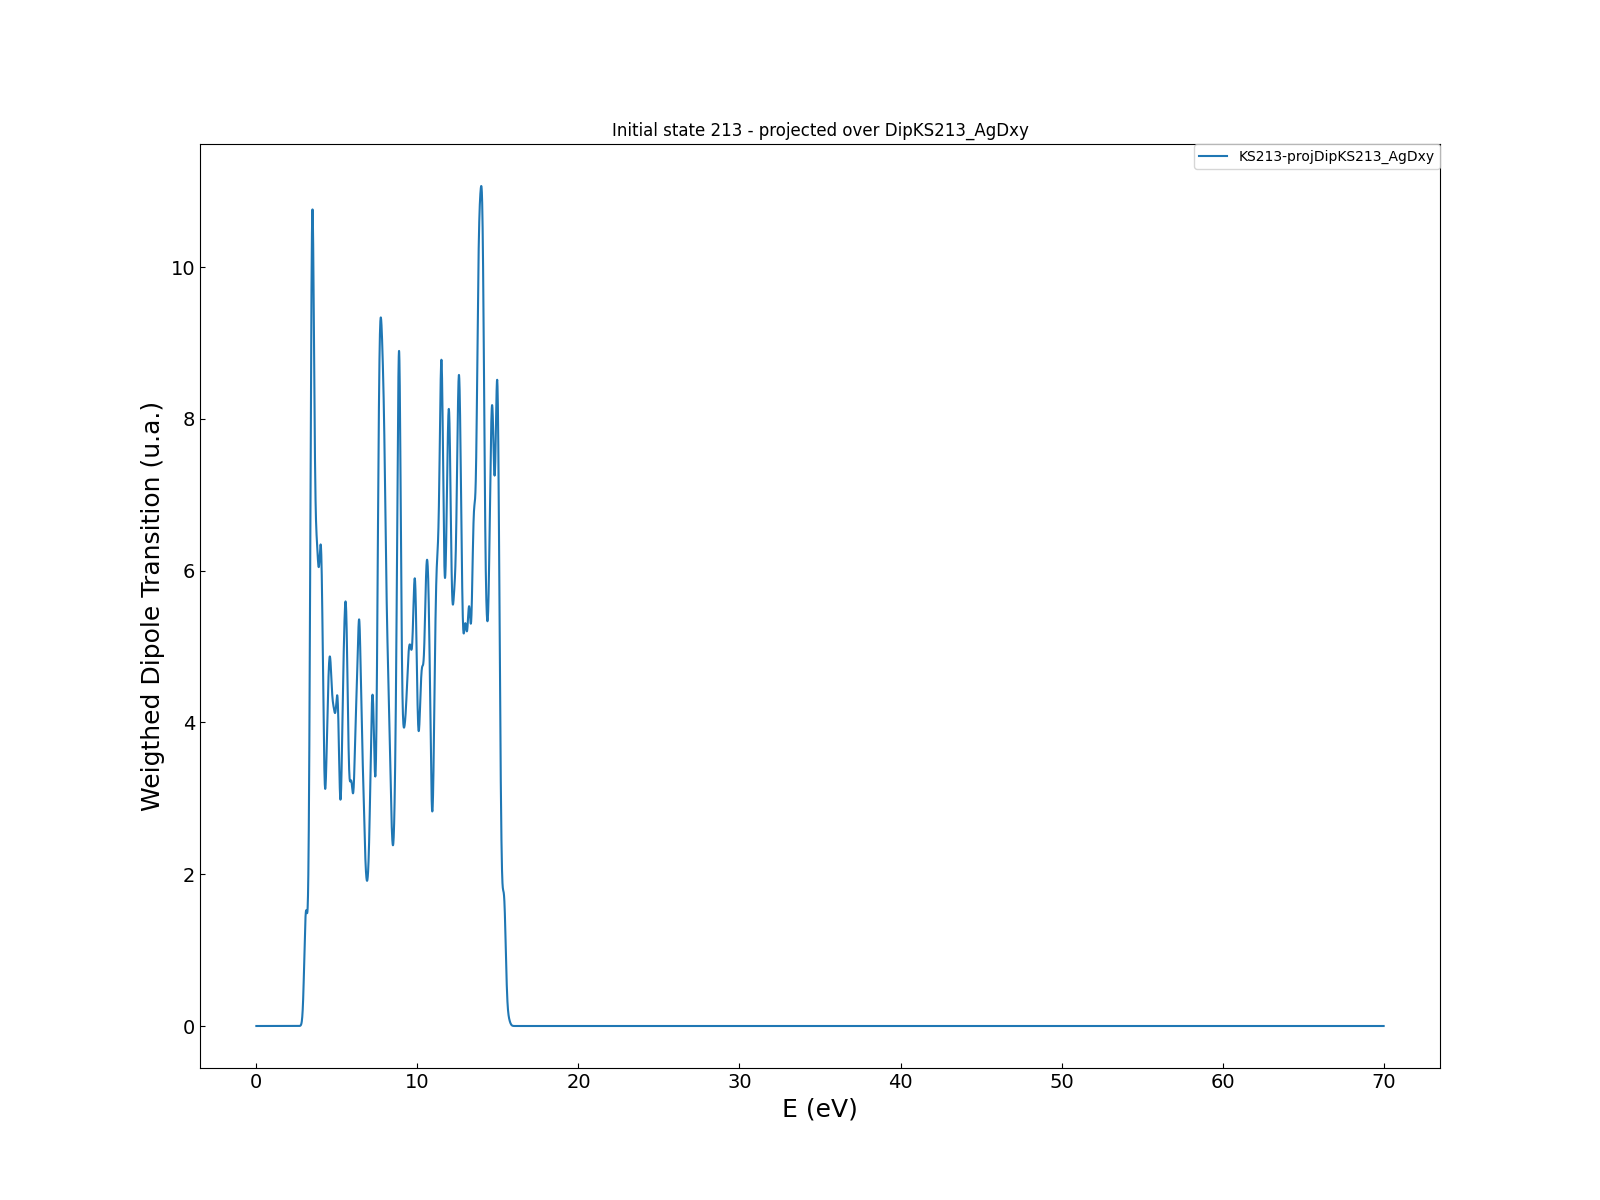 Initial state 213 - projected over DipKS213_AgDxy
KS213-projDipKS213_AgDxy
Weigthed Dipole Transition (u.a.)
10
8
6
4
2
0
0 10 20 30 40 50 60 70
E (eV)